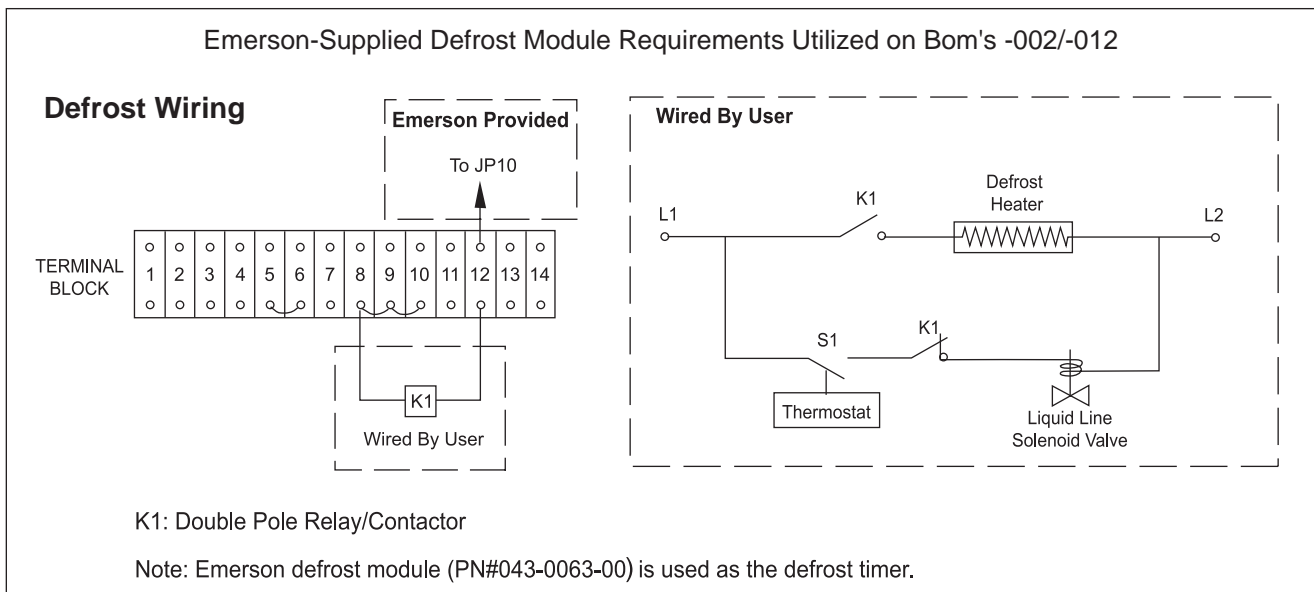 Emerson-Supplied Defrost Module Requirements Utilized on Bom's -002/-012
Defrost Wiring
Emerson Provided
To JP10
TERMINAL
BLOCK
1 2 3 4 5 6 7 8 9 10 11 12 13 14
K1
Wired By User
Wired By User
L1
K1
Defrost
Heater
L2
S1
K1
Thermostat
Liquid Line
Solenoid Valve
K1: Double Pole Relay/Contactor
Note: Emerson defrost module (PN#043-0063-00) is used as the defrost timer.